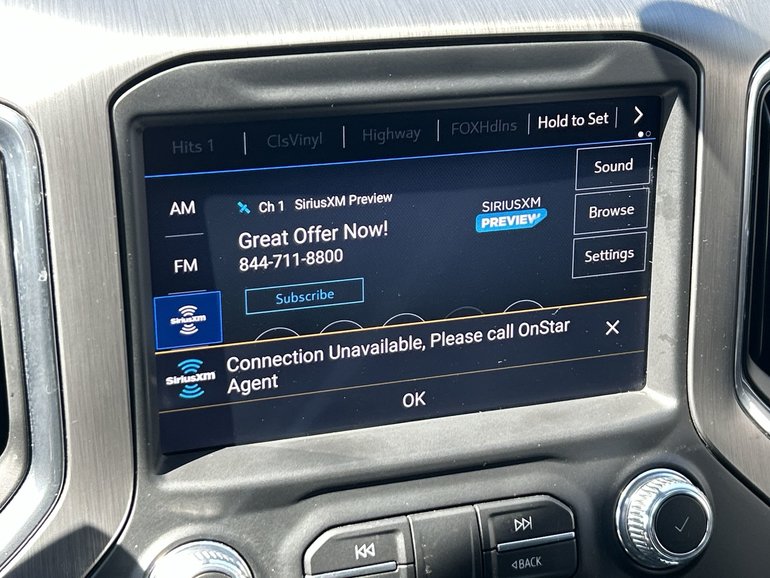 Hits 1 ClsVinyl Highway FOXHdlns Hold to Set
AM
Ch 1 SiriusXM Preview
SIRIUSXM
PREVIEW
Sound
Great Offer Now!
844-711-8800
Browse
FM
Settings
Subscribe
SiriusXM
SiriusXM
Connection Unavailable, Please call OnStar
Agent
OK
BACK